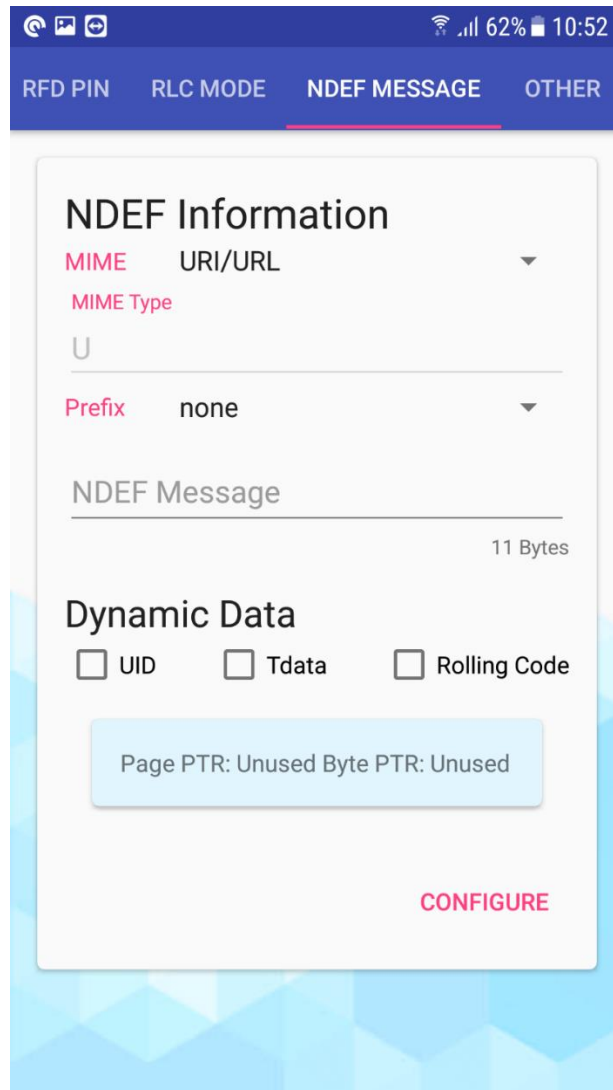 62% 10:52
RFD PIN RLC MODE NDEF MESSAGE OTHER
NDEF Information
MIME URI/URL
MIME Type
U
Prefix none
NDEF Message
11 Bytes
Dynamic Data
UID Tdata Rolling Code
Page PTR: Unused Byte PTR: Unused
CONFIGURE